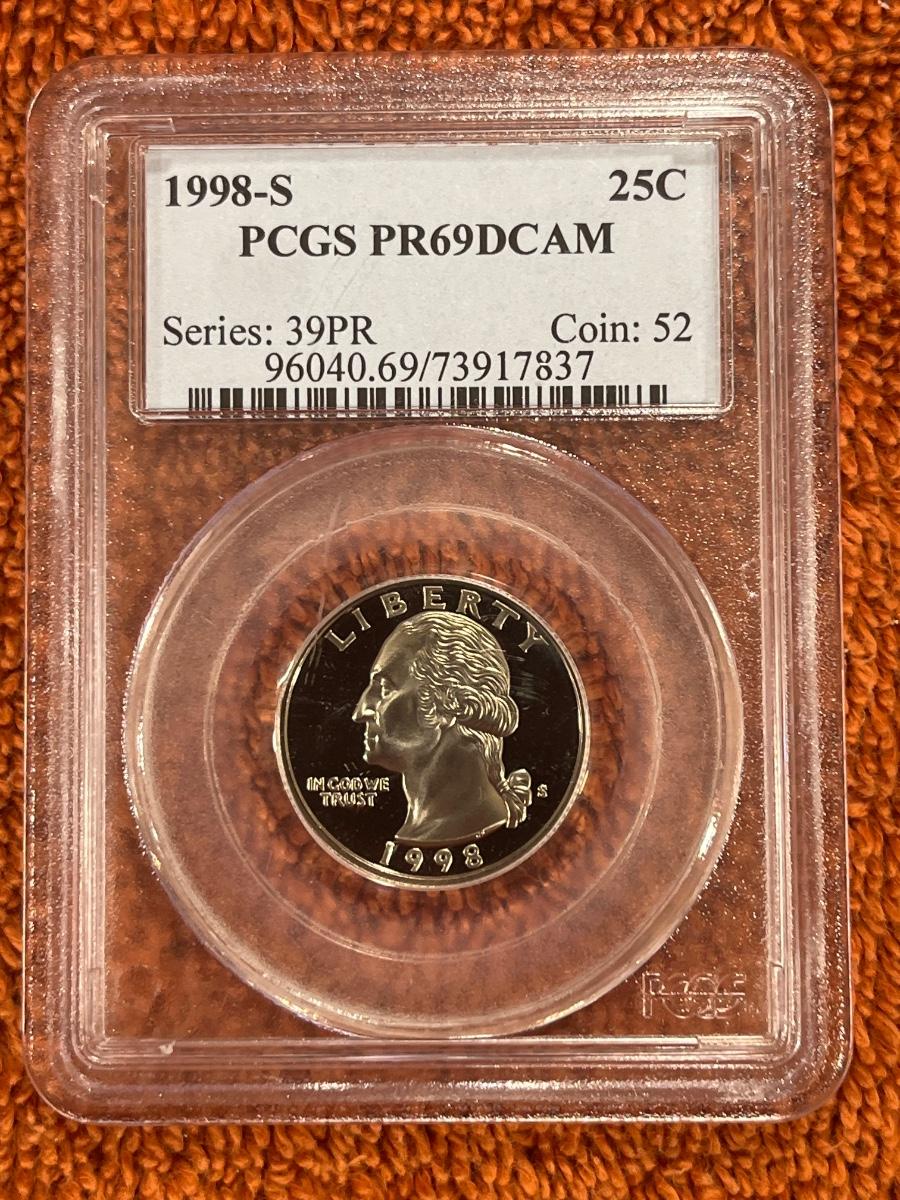 1998-S 25C
PCGS PR69DCAM
Series: 39PR Coin: 52
96040.69/73917837
LIBERTY
IN GOD WE
TRUST
S
1998
PCGS